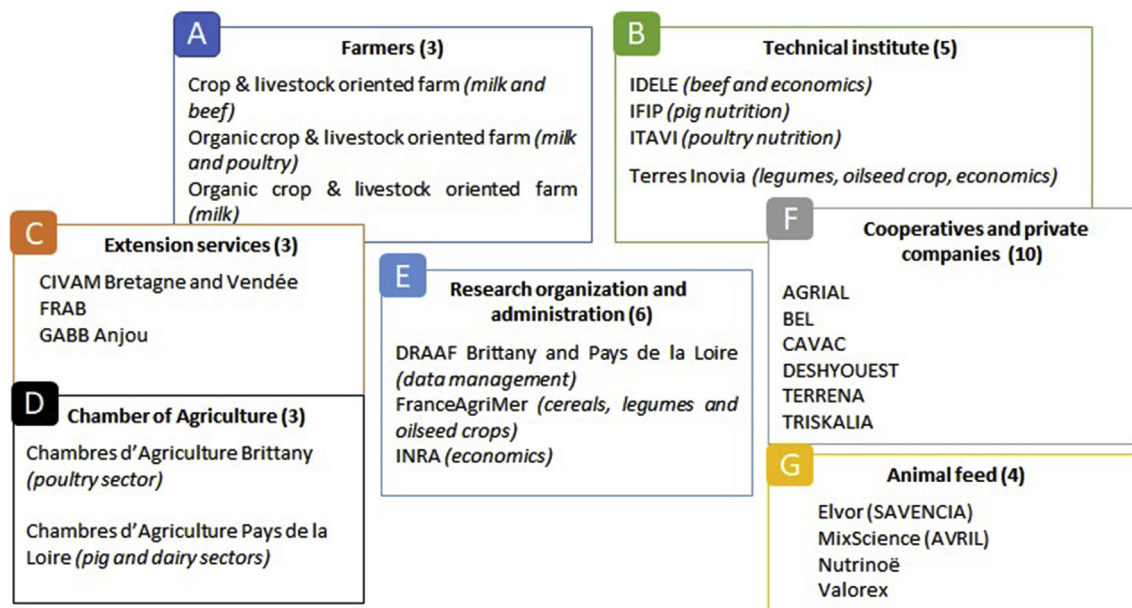 A
Farmers (3)
Crop & livestock oriented farm (milk and
beef)
Organic crop & livestock oriented farm (milk
and poultry)
Organic crop & livestock oriented farm
(milk)
B
Technical institute (5)
IDELE (beef and economics)
IFIP (pig nutrition)
ITAVI (poultry nutrition)
Terres Inovia (legumes, oilseed crop, economics)
C
Extension services (3)
CIVAM Bretagne and Vendée
FRAB
GABB Anjou
D
Chamber of Agriculture (3)
Chambres d’Agriculture Brittany
(poultry sector)
Chambres d’Agriculture Pays de la
Loire (pig and dairy sectors)
E
Research organization and
administration (6)
DRAAF Brittany and Pays de la Loire
(data management)
FranceAgriMer (cereals, legumes and
oilseed crops)
INRA (economics)
F
Cooperatives and private
companies (10)
AGRIAL
BEL
CAVAC
DESHYOUEST
TERRENA
TRISKALIA
G
Animal feed (4)
Elvor (SAVENCIA)
MixScience (AVRIL)
Nutrinoë
Valorex